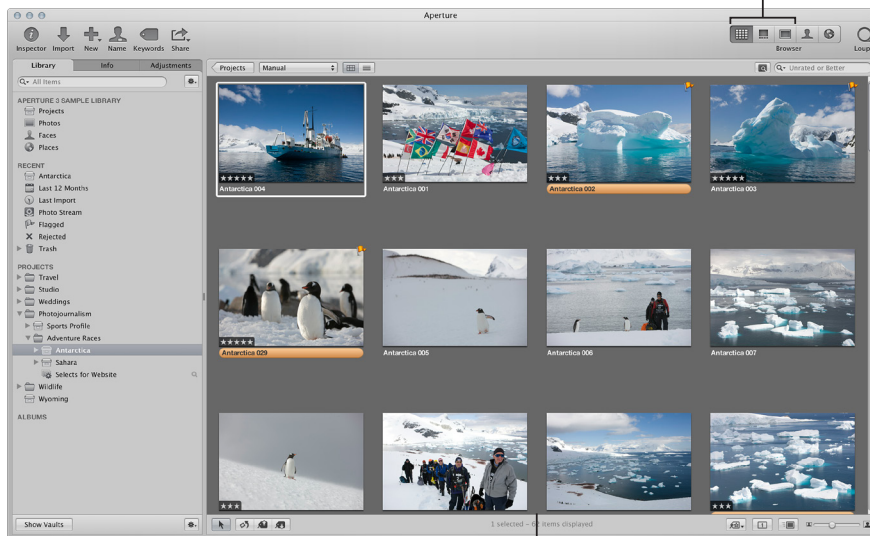 Aperture
Inspector Import New Name Keywords Share
Browser
Loup
Library Info Adjustments
All Items
Projects
Manual
Unrated or Better
APERTURE 3 SAMPLE LIBRARY
Projects
Photos
Faces
Places
RECENT
Antarctica
Last 12 Months
Last Import
Photo Stream
Flagged
Rejected
Trash
PROJECTS
Travel
Studio
Weddings
Photojournalism
Sports Profile
Adventure Races
Antarctica
Sahara
Selects for Website
Wildlife
Wyoming
ALBUMS
Antarctica 004
Antarctica 001
Antarctica 002
Antarctica 003
Antarctica 029
Antarctica 005
Antarctica 006
Antarctica 007
Show Vaults
1 selected – items displayed